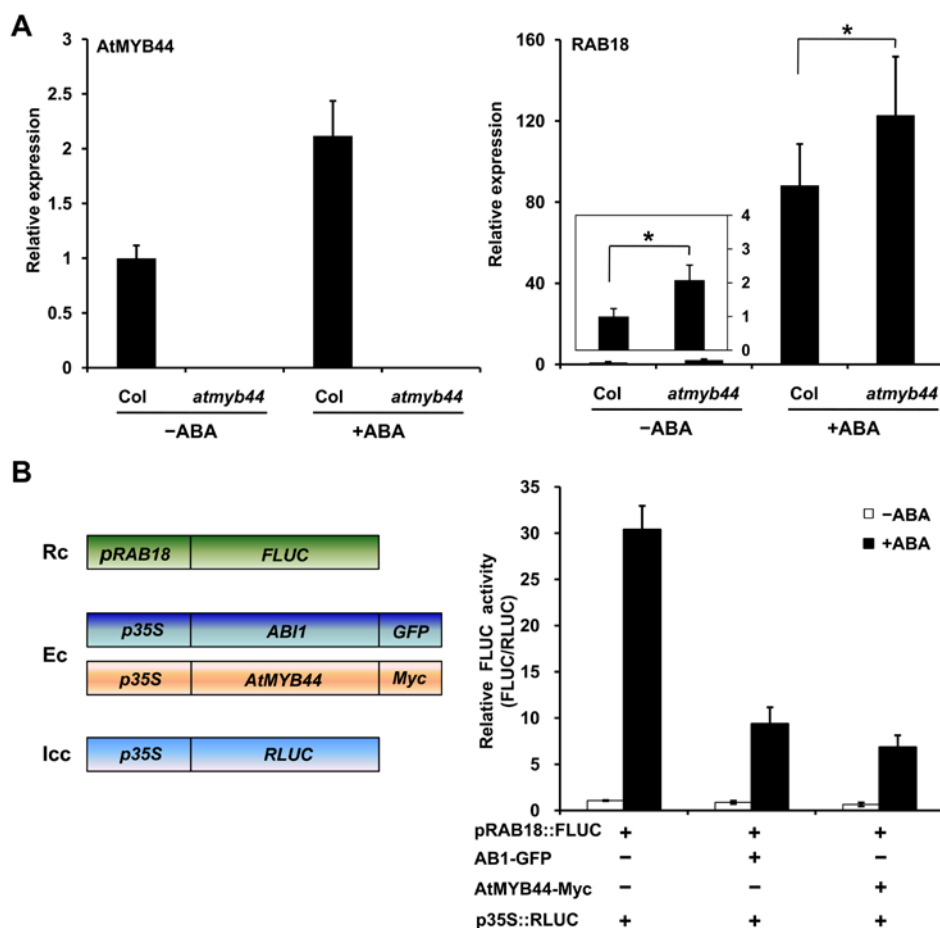 A
AtMYB44
Relative expression
3
2.5
2
1.5
1
0.5
0
Col atmyb44 Col atmyb44
−ABA +ABA
RAB18
Relative expression
160
120
80
40
0
*
*
4
3
2
1
0
Col atmyb44 Col atmyb44
−ABA +ABA
B
Rc pRAB18 FLUC
Ec
p35S ABI1 GFP
p35S AtMYB44 Myc
Icc p35S RLUC
Relative FLUC activity
(FLUC/RLUC)
35
30
25
20
15
10
5
0
−ABA
+ABA
pRAB18::FLUC + + +
AB1-GFP − + −
AtMYB44-Myc − − +
p35S::RLUC + + +